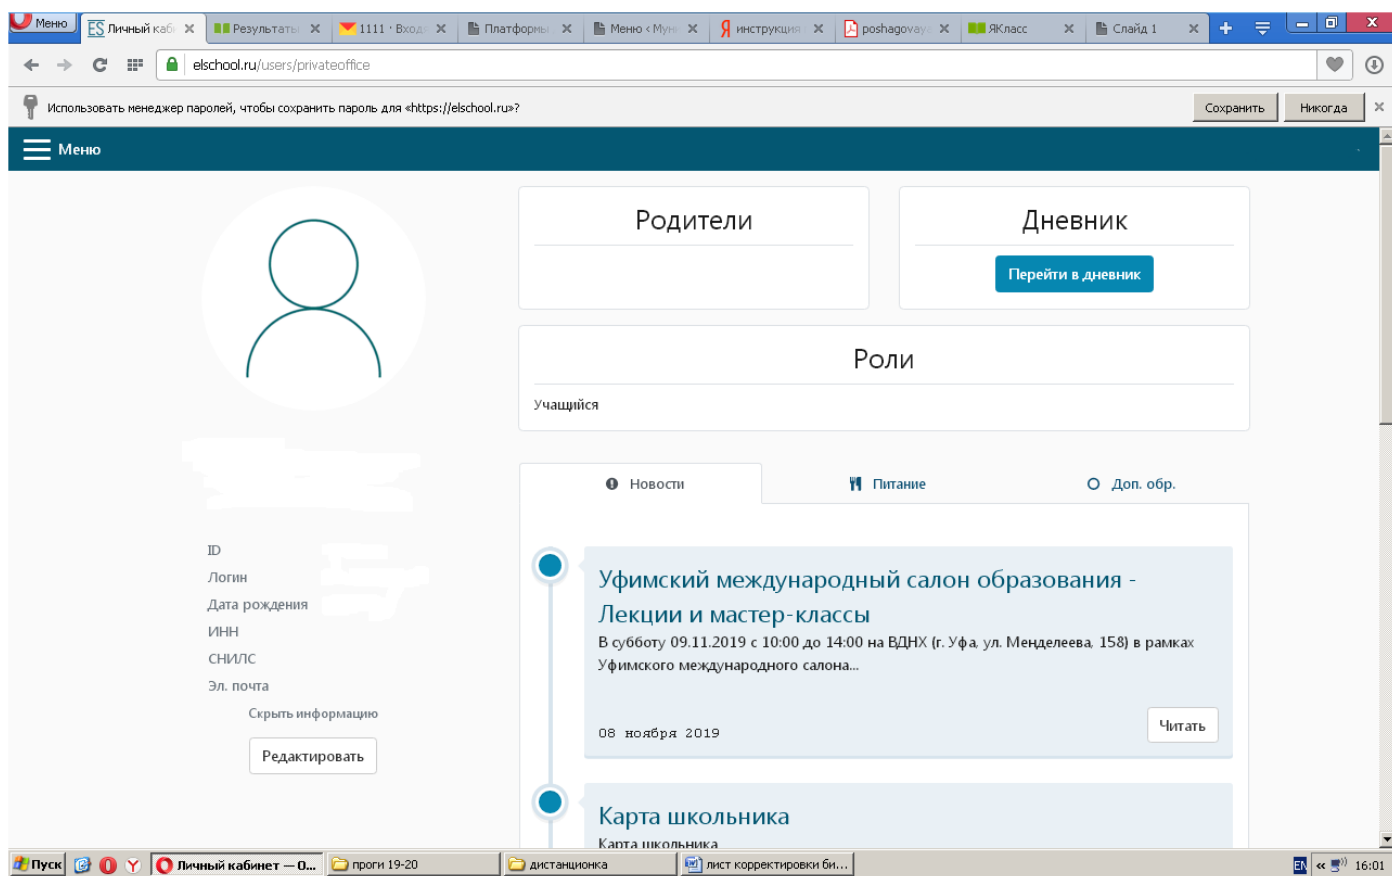 Меню
Личный каб
Результаты
1111 · Входя
Платформы
Меню < Мун
инструкция
poshagovaya
ЯКласс
Слайд 1
elschool.ru/users/privateoffice
Использовать менеджер паролей, чтобы сохранить пароль для «https://elschool.ru»?
Сохранить
Никогда
Меню
Родители
Дневник
Перейти в дневник
Роли
Учащийся
Новости
Питание
Доп. обр.
ID
Логин
Дата рождения
ИНН
СНИЛС
Эл. почта
Скрыть информацию
Редактировать
Уфимский международный салон образования -
Лекции и мастер-классы
В субботу 09.11.2019 с 10:00 до 14:00 на ВДНХ (г. Уфа, ул. Менделеева, 158) в рамках
Уфимского международного салона...
08 ноября 2019
Читать
Карта школьника
Карта школьника
Пуск
Личный кабинет — О...
проги 19-20
дистанционка
лист корректировки би...
EN
16:01